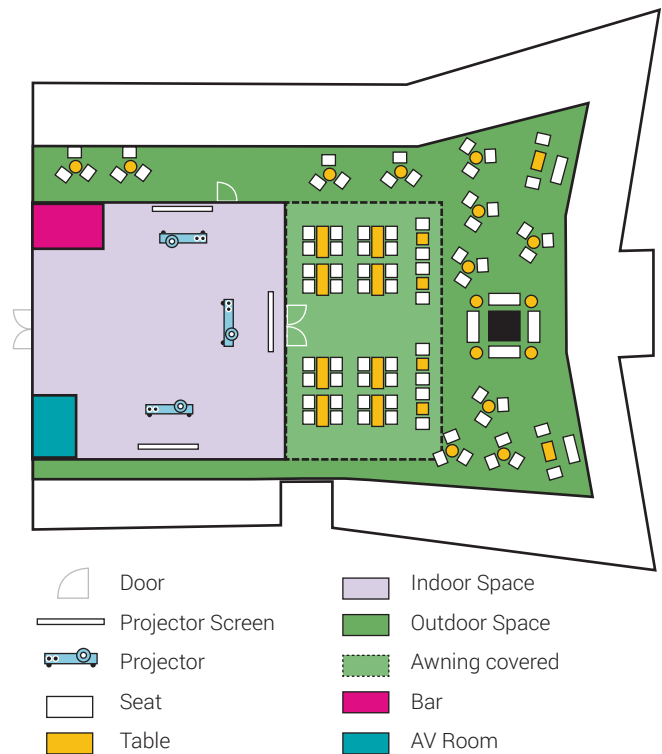 Door
Indoor Space
Projector Screen
Outdoor Space
Projector
Awning covered
Seat
Bar
Table
AV Room